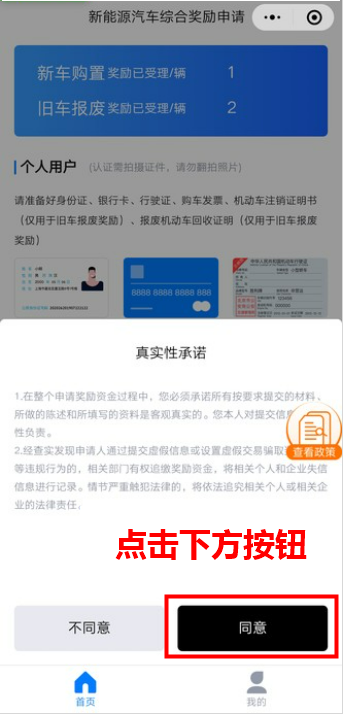 新能源汽车综合奖励申请
新车购置 奖励已受理/辆 1
旧车报废 奖励已受理/辆 2
个人用户 (认证需拍摄证件，请勿翻拍照片)
请准备好身份证、银行卡、行驶证、购车发票、机动车注销证明书
（仅用于旧车报废奖励）、报废机动车回收证明（仅用于旧车报废
奖励）
8888 8888 8888 888
真实性承诺
1.在整个申请奖励资金过程中，您必须承诺所有按要求提交的材料、
所做的陈述和所填写的资料是客观真实的。您本人对提交信
性负责。
2.经查实发现申请人通过提交虚假信息或设置虚假交易骗取
等违规行为的，相关部门有权追缴奖励资金，将相关个人和企业失信
信息进行记录。情节严重触犯法律的，将依法追究相关个人或相关企
业的法律责任。
查看政策
点击下方按钮
不同意
同意
首页
我的